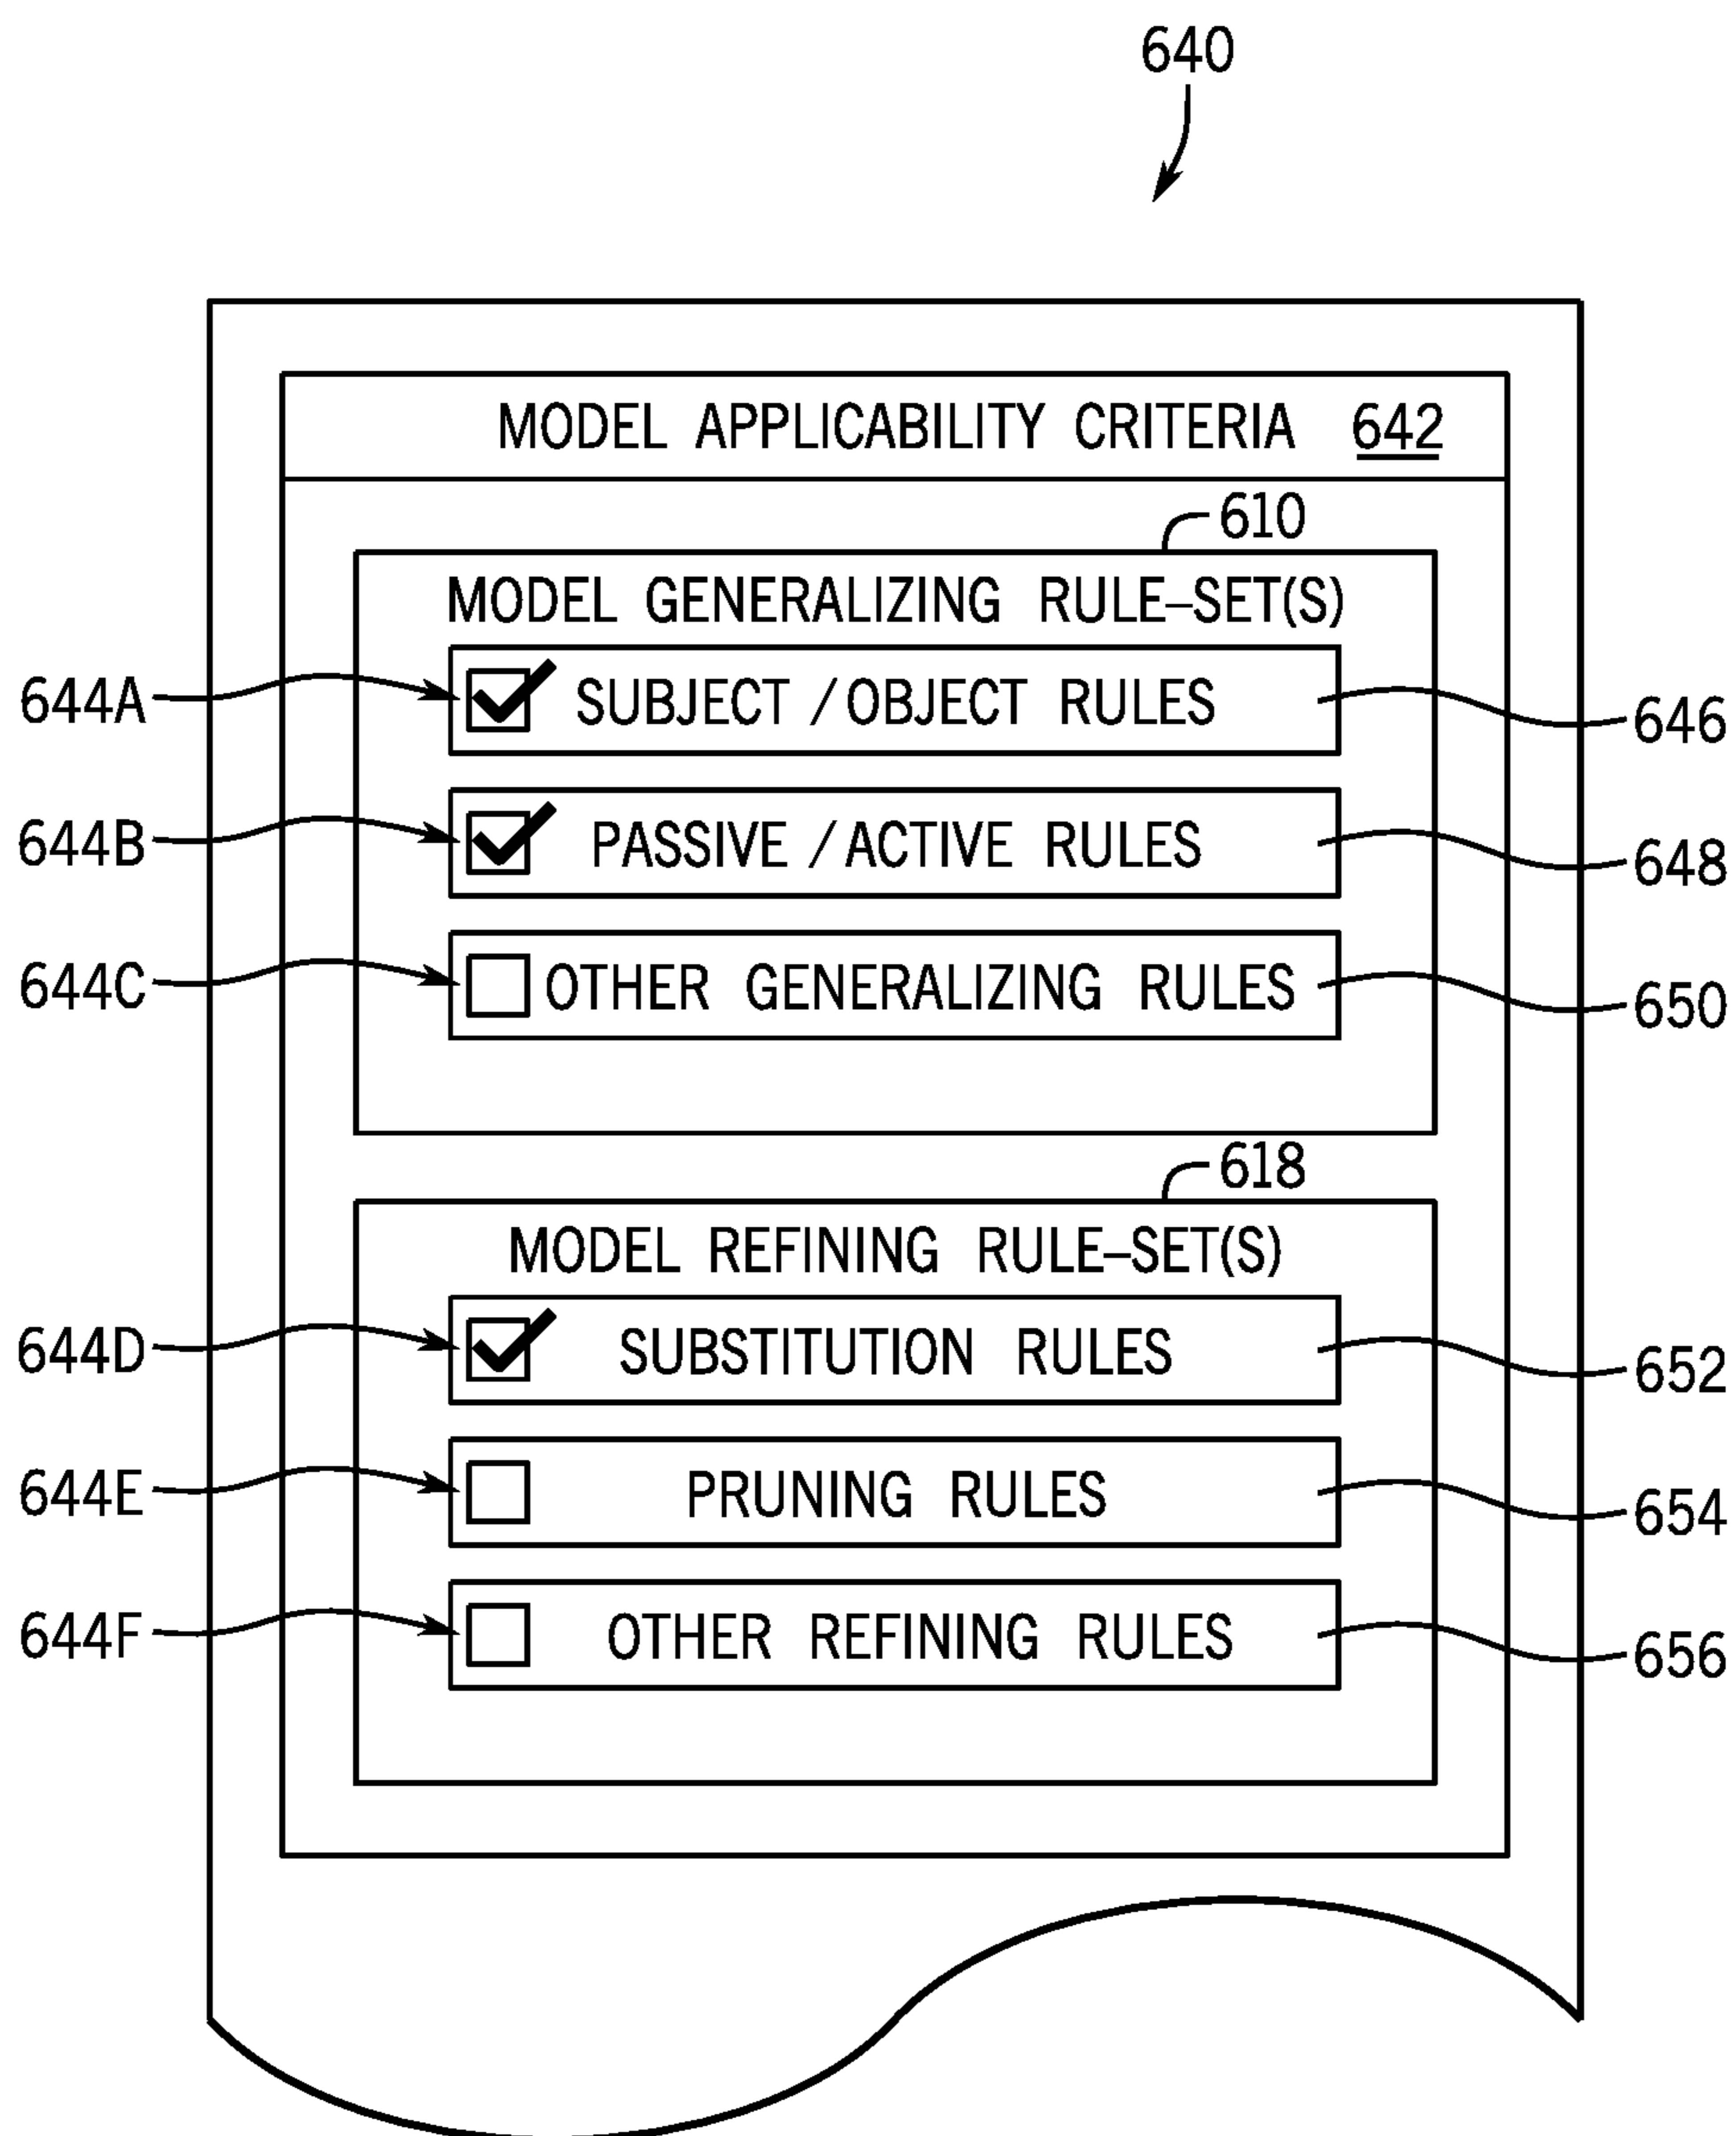 640
MODEL APPLICABILITY CRITERIA 642
610
MODEL GENERALIZING RULE–SET(S)
644A SUBJECT / OBJECT RULES 646
644B PASSIVE / ACTIVE RULES 648
644C OTHER GENERALIZING RULES 650
618
MODEL REFINING RULE–SET(S)
644D SUBSTITUTION RULES 652
644E PRUNING RULES 654
644F OTHER REFINING RULES 656